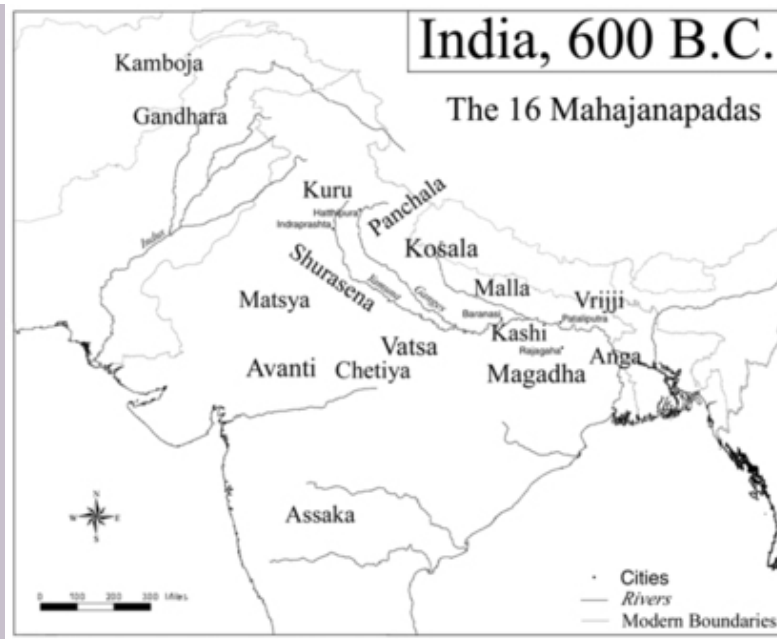 India, 600 B.C.
The 16 Mahajanapadas
Kamboja
Gandhara
Kuru
Panchala
Hatthipura
Indraprashta
Indus
Kosala
Shurasena
Yamuna
Ganges
Malla
Vrijji
Matsya
Baranasi
Pataliputra
Kashi
Vatsa
Rajagaha
Anga
Avanti
Chetiya
Magadha
Assaka
N
W E
S
0 100 200 300 Miles
Cities
Rivers
Modern Boundaries